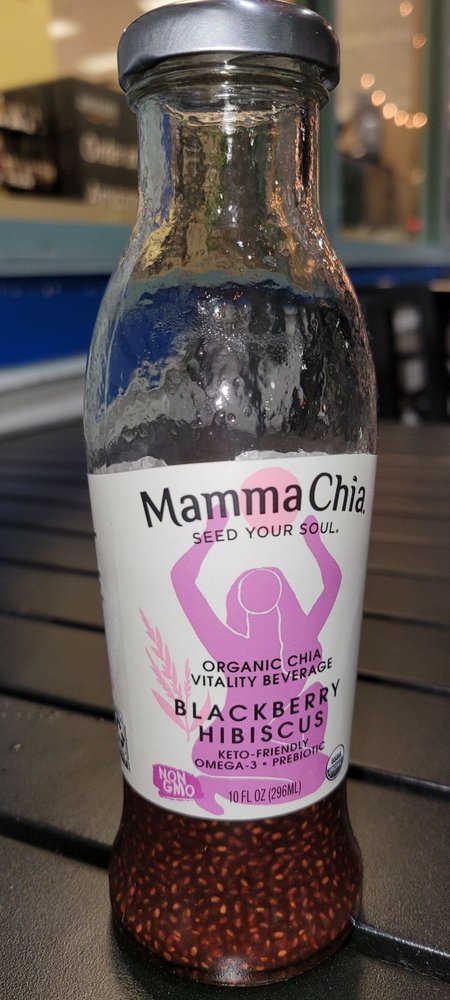 Mamma Chia
SEED YOUR SOUL.
ORGANIC CHIA
VITALITY BEVERAGE
BLACKBERRY
HIBISCUS
KETO-FRIENDLY
OMEGA-3 • PREBIOTIC
NON
GMO
10 FL OZ (296ML)